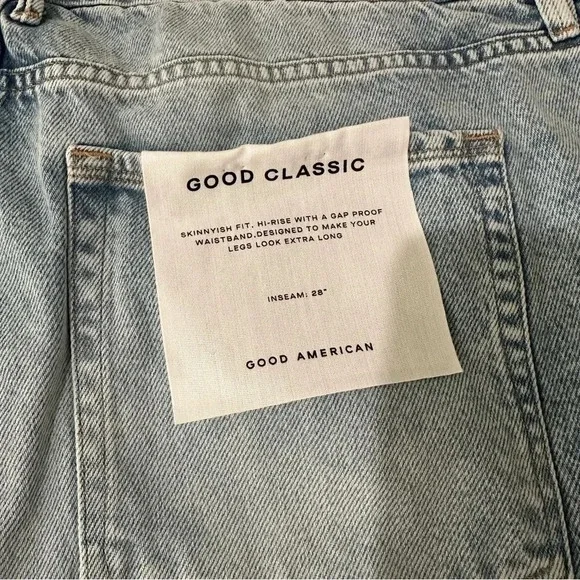 GOOD CLASSIC
SKINNYISH FIT. HI-RISE WITH A GAP PROOF
WAISTBAND.DESIGNED TO MAKE YOUR
LEGS LOOK EXTRA LONG
INSEAM: 28"
GOOD AMERICAN